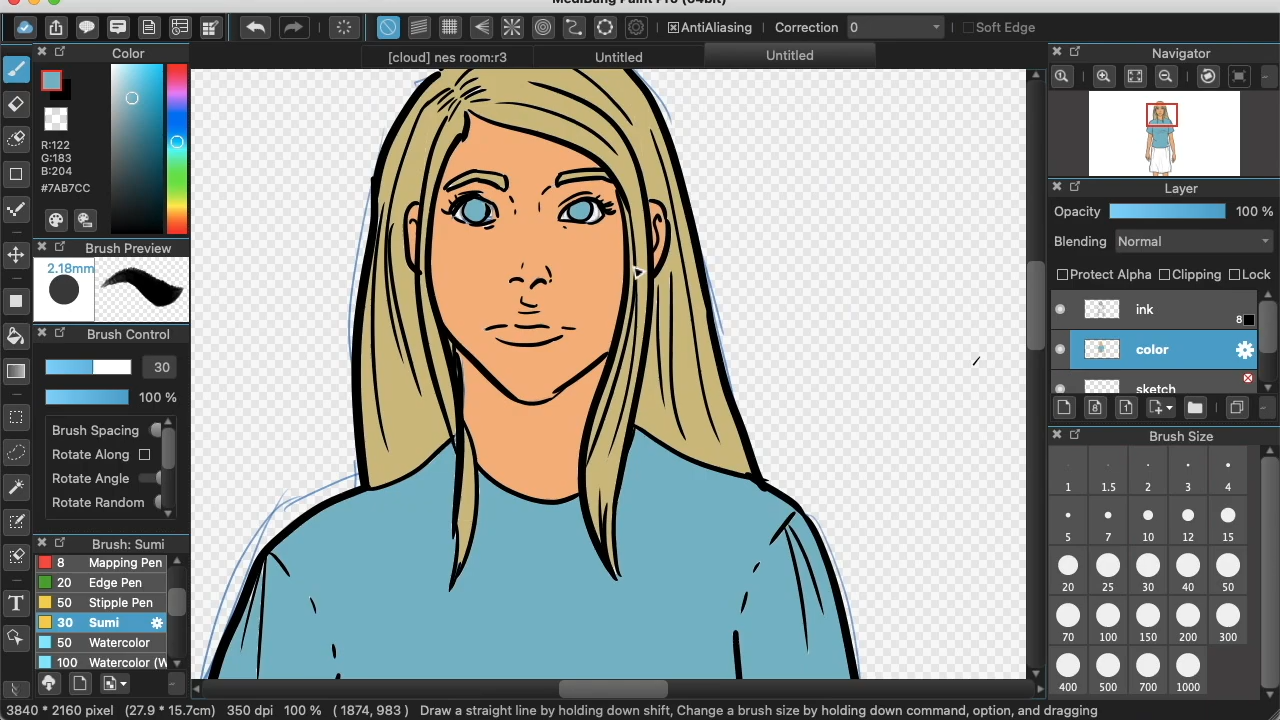 MediBang Paint Pro (64bit)
AntiAliasing Correction 0 Soft Edge
Color
[cloud] nes room:r3 Untitled Untitled
R:122
G:183
B:204
#7AB7CC
Brush Preview
2.18mm
Brush Control
30
100 %
Brush Spacing
Rotate Along
Rotate Angle
Rotate Random
Brush: Sumi
8 Mapping Pen
20 Edge Pen
50 Stipple Pen
30 Sumi
50 Watercolor
100 Watercolor (W
T
Navigator
Layer
Opacity 100 %
Blending Normal
Protect Alpha Clipping Lock
ink
8
color
sketch
8 1
Brush Size
1 1.5 2 3 4
5 7 10 12 15
20 25 30 40 50
70 100 150 200 300
400 500 700 1000
3840 * 2160 pixel (27.9 * 15.7cm) 350 dpi 100 % ( 1874, 983 ) Draw a straight line by holding down shift, Change a brush size by holding down command, option, and dragging